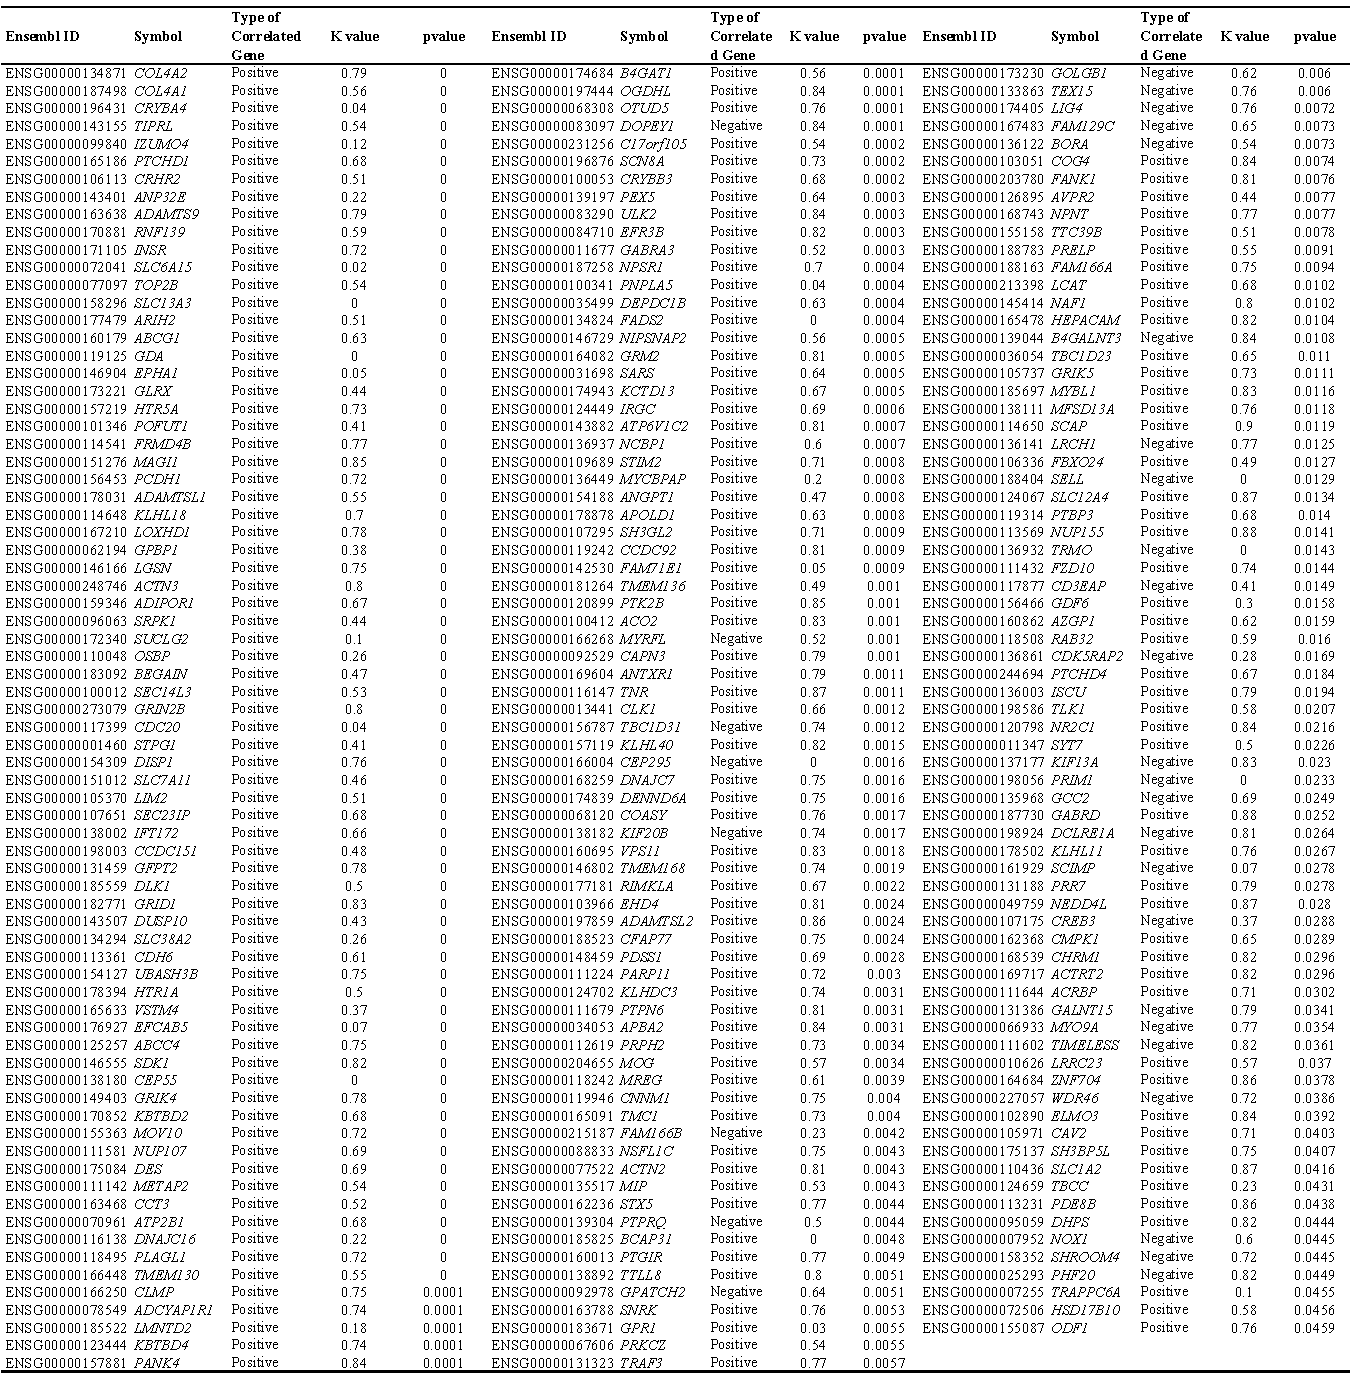 Type of Type of Type of
Ensembl ID Symbol Correlated K value pvalue Ensembl ID Symbol Correlate K value pvalue Ensembl ID Symbol Correlate K value pvalue
Gene d Gene d Gene
ENSG00000134871 COL4A2 Positive 0.79 0 ENSG00000174684 B4GAT1 Positive 0.56 0.0001 ENSG00000173230 GOLGB1 Negative 0.62 0.006
ENSG00000187498 COL4A1 Positive 0.56 0 ENSG00000197444 OGDHL Positive 0.84 0.0001 ENSG00000133863 TEX15 Negative 0.76 0.006
ENSG00000196431 CRYBA4 Positive 0.04 0 ENSG00000068308 OTUD5 Positive 0.76 0.0001 ENSG00000174405 LIG4 Negative 0.76 0.0072
ENSG00000143155 TIPRL Positive 0.54 0 ENSG00000083097 DOPEY1 Negative 0.84 0.0001 ENSG00000167483 FAM129C Negative 0.65 0.0073
ENSG00000099840 IZUMO4 Positive 0.12 0 ENSG00000231256 C17orf105 Positive 0.54 0.0002 ENSG00000136122 BORA Negative 0.54 0.0073
ENSG00000165186 PTCHD1 Positive 0.68 0 ENSG00000196876 SCN8A Positive 0.73 0.0002 ENSG00000103051 COG4 Positive 0.84 0.0074
ENSG00000106113 CRHR2 Positive 0.51 0 ENSG00000100053 CRYBB3 Positive 0.68 0.0002 ENSG00000203780 FANK1 Positive 0.81 0.0076
ENSG00000143401 ANP32E Positive 0.22 0 ENSG00000139197 PEX5 Positive 0.64 0.0003 ENSG00000126895 AVPR2 Positive 0.44 0.0077
ENSG00000163638 ADAMTS9 Positive 0.79 0 ENSG00000083290 ULK2 Positive 0.84 0.0003 ENSG00000168743 NPNT Positive 0.77 0.0077
ENSG00000170881 RNF139 Positive 0.59 0 ENSG00000084710 EFR3B Positive 0.82 0.0003 ENSG00000155158 TTC39B Positive 0.51 0.0078
ENSG00000171105 INSR Positive 0.72 0 ENSG00000011677 GABRA3 Positive 0.52 0.0003 ENSG00000188783 PRELP Positive 0.55 0.0091
ENSG00000072041 SLC6A15 Positive 0.02 0 ENSG00000187258 NPSR1 Positive 0.7 0.0004 ENSG00000188163 FAM166A Positive 0.75 0.0094
ENSG00000077097 TOP2B Positive 0.54 0 ENSG00000100341 PNPLA5 Positive 0.04 0.0004 ENSG00000213398 LCAT Positive 0.68 0.0102
ENSG00000158296 SLC13A3 Positive 0 0 ENSG00000035499 DEPDC1B Positive 0.63 0.0004 ENSG00000145414 NAF1 Positive 0.8 0.0102
ENSG00000177479 ARIH2 Positive 0.51 0 ENSG00000134824 FADS2 Positive 0 0.0004 ENSG00000165478 HEPACAM Positive 0.82 0.0104
ENSG00000160179 ABCG1 Positive 0.63 0 ENSG00000146729 NIPSNAP2 Positive 0.56 0.0005 ENSG00000139044 B4GALNT3 Negative 0.84 0.0108
ENSG00000119125 GDA Positive 0 0 ENSG00000164082 GRM2 Positive 0.81 0.0005 ENSG00000036054 TBC1D23 Positive 0.65 0.011
ENSG00000146904 EPHA1 Positive 0.05 0 ENSG00000031698 SARS Positive 0.64 0.0005 ENSG00000105737 GRIK5 Positive 0.73 0.0111
ENSG00000173221 GLRX Positive 0.44 0 ENSG00000174943 KCTD13 Positive 0.67 0.0005 ENSG00000185697 MYBL1 Positive 0.83 0.0116
ENSG00000157219 HTR5A Positive 0.73 0 ENSG00000124449 IRGC Positive 0.69 0.0006 ENSG00000138111 MFSD13A Positive 0.76 0.0118
ENSG00000101346 POFUT1 Positive 0.41 0 ENSG00000143882 ATP6V1C2 Positive 0.81 0.0007 ENSG00000114650 SCAP Positive 0.9 0.0119
ENSG00000114541 FRMD4B Positive 0.77 0 ENSG00000136937 NCBP1 Positive 0.6 0.0007 ENSG00000136141 LRCH1 Negative 0.77 0.0125
ENSG00000151276 MAGI1 Positive 0.85 0 ENSG00000109689 STIM2 Positive 0.71 0.0008 ENSG00000106336 FBXO24 Positive 0.49 0.0127
ENSG00000156453 PCDH1 Positive 0.72 0 ENSG00000136449 MYCBPAP Positive 0.2 0.0008 ENSG00000188404 SELL Negative 0 0.0129
ENSG00000178031 ADAMTSL1 Positive 0.55 0 ENSG00000154188 ANGPT1 Positive 0.47 0.0008 ENSG00000124067 SLC12A4 Positive 0.87 0.0134
ENSG00000114648 KLHL18 Positive 0.7 0 ENSG00000178878 APOLD1 Positive 0.63 0.0008 ENSG00000119314 PTBP3 Positive 0.68 0.014
ENSG00000167210 LOXHD1 Positive 0.78 0 ENSG00000107295 SH3GL2 Positive 0.71 0.0009 ENSG00000113569 NUP155 Positive 0.88 0.0141
ENSG00000062194 GPBP1 Positive 0.38 0 ENSG00000119242 CCDC92 Positive 0.81 0.0009 ENSG00000136932 TRMO Negative 0 0.0143
ENSG00000146166 LGSN Positive 0.75 0 ENSG00000142530 FAM71E1 Positive 0.05 0.0009 ENSG00000111432 FZD10 Positive 0.74 0.0144
ENSG00000248746 ACTN3 Positive 0.8 0 ENSG00000181264 TMEM136 Positive 0.49 0.001 ENSG00000117877 CD3EAP Negative 0.41 0.0149
ENSG00000159346 ADIPOR1 Positive 0.67 0 ENSG00000120899 PTK2B Positive 0.85 0.001 ENSG00000156466 GDF6 Positive 0.3 0.0158
ENSG00000096063 SRPK1 Positive 0.44 0 ENSG00000100412 ACO2 Positive 0.83 0.001 ENSG00000160862 AZGP1 Positive 0.62 0.0159
ENSG00000172340 SUCLG2 Positive 0.1 0 ENSG00000166268 MYRFL Negative 0.52 0.001 ENSG00000118508 RAB32 Positive 0.59 0.016
ENSG00000110048 OSBP Positive 0.26 0 ENSG00000092529 CAPN3 Positive 0.79 0.001 ENSG00000136861 CDK5RAP2 Negative 0.28 0.0169
ENSG00000183092 BEGAIN Positive 0.47 0 ENSG00000169604 ANTXR1 Positive 0.79 0.0011 ENSG00000244694 PTCHD4 Positive 0.67 0.0184
ENSG00000100012 SEC14L3 Positive 0.53 0 ENSG00000116147 TNR Positive 0.87 0.0011 ENSG00000136003 ISCU Positive 0.79 0.0194
ENSG00000273079 GRIN2B Positive 0.8 0 ENSG00000013441 CLK1 Positive 0.66 0.0012 ENSG00000198586 TLK1 Positive 0.58 0.0207
ENSG00000117399 CDC20 Positive 0.04 0 ENSG00000156787 TBC1D31 Negative 0.74 0.0012 ENSG00000120798 NR2C1 Positive 0.84 0.0216
ENSG00000001460 STPG1 Positive 0.41 0 ENSG00000157119 KLHL40 Positive 0.82 0.0015 ENSG00000011347 SYT7 Positive 0.5 0.0226
ENSG00000154309 DISP1 Positive 0.76 0 ENSG00000166004 CEP295 Negative 0 0.0016 ENSG00000137177 KIF13A Negative 0.83 0.023
ENSG00000151012 SLC7A11 Positive 0.46 0 ENSG00000168259 DNAJC7 Positive 0.75 0.0016 ENSG00000198056 PRIM1 Negative 0 0.0233
ENSG00000105370 LIM2 Positive 0.51 0 ENSG00000174839 DENND6A Positive 0.75 0.0016 ENSG00000135968 GCC2 Negative 0.69 0.0249
ENSG00000107651 SEC23IP Positive 0.68 0 ENSG00000068120 COASY Positive 0.76 0.0017 ENSG00000187730 GABRD Positive 0.88 0.0252
ENSG00000138002 IFT172 Positive 0.66 0 ENSG00000138182 KIF20B Negative 0.74 0.0017 ENSG00000198924 DCLRE1A Negative 0.81 0.0264
ENSG00000198003 CCDC151 Positive 0.48 0 ENSG00000160695 VPS11 Positive 0.83 0.0018 ENSG00000178502 KLHL11 Positive 0.76 0.0267
ENSG00000131459 GFPT2 Positive 0.78 0 ENSG00000146802 TMEM168 Positive 0.74 0.0019 ENSG00000161929 SCIMP Negative 0.07 0.0278
ENSG00000185559 DLK1 Positive 0.5 0 ENSG00000177181 RIMKLA Positive 0.67 0.0022 ENSG00000131188 PRR7 Positive 0.79 0.0278
ENSG00000182771 GRID1 Positive 0.83 0 ENSG00000103966 EHD4 Positive 0.81 0.0024 ENSG00000049759 NEDD4L Positive 0.87 0.028
ENSG00000143507 DUSP10 Positive 0.43 0 ENSG00000197859 ADAMTSL2 Positive 0.86 0.0024 ENSG00000107175 CREB3 Negative 0.37 0.0288
ENSG00000134294 SLC38A2 Positive 0.26 0 ENSG00000188523 CFAP77 Positive 0.75 0.0024 ENSG00000162368 CMPK1 Positive 0.65 0.0289
ENSG00000113361 CDH6 Positive 0.61 0 ENSG00000148459 PDSS1 Positive 0.69 0.0028 ENSG00000168539 CHRM1 Positive 0.82 0.0296
ENSG00000154127 UBASH3B Positive 0.75 0 ENSG00000111224 PARP11 Positive 0.72 0.003 ENSG00000169717 ACTRT2 Positive 0.82 0.0296
ENSG00000178394 HTR1A Positive 0.5 0 ENSG00000124702 KLHDC3 Positive 0.74 0.0031 ENSG00000111644 ACRBP Positive 0.71 0.0302
ENSG00000165633 VSTM4 Positive 0.37 0 ENSG00000111679 PTPN6 Positive 0.81 0.0031 ENSG00000131386 GALNT15 Negative 0.79 0.0341
ENSG00000176927 EFCAB5 Positive 0.07 0 ENSG00000034053 APBA2 Positive 0.84 0.0031 ENSG00000066933 MYO9A Negative 0.77 0.0354
ENSG00000125257 ABCC4 Positive 0.75 0 ENSG00000112619 PRPH2 Positive 0.73 0.0034 ENSG00000111602 TIMELESS Negative 0.82 0.0361
ENSG00000146555 SDK1 Positive 0.82 0 ENSG00000204655 MOG Positive 0.57 0.0034 ENSG00000010626 LRRC23 Positive 0.57 0.037
ENSG00000138180 CEP55 Positive 0 0 ENSG00000118242 MREG Positive 0.61 0.0039 ENSG00000164684 ZNF704 Positive 0.86 0.0378
ENSG00000149403 GRIK4 Positive 0.78 0 ENSG00000119946 CNNM1 Positive 0.75 0.004 ENSG00000227057 WDR46 Negative 0.72 0.0386
ENSG00000170852 KBTBD2 Positive 0.68 0 ENSG00000165091 TMC1 Positive 0.73 0.004 ENSG00000102890 ELMO3 Positive 0.84 0.0392
ENSG00000155363 MOV10 Positive 0.72 0 ENSG00000215187 FAM166B Negative 0.23 0.0042 ENSG00000105971 CAV2 Positive 0.71 0.0403
ENSG00000111581 NUP107 Positive 0.69 0 ENSG00000088833 NSFL1C Positive 0.75 0.0043 ENSG00000175137 SH3BP5L Positive 0.75 0.0407
ENSG00000175084 DES Positive 0.69 0 ENSG00000077522 ACTN2 Positive 0.81 0.0043 ENSG00000110436 SLC1A2 Positive 0.87 0.0416
ENSG00000111142 METAP2 Positive 0.54 0 ENSG00000135517 MIP Positive 0.53 0.0043 ENSG00000124659 TBCC Positive 0.23 0.0431
ENSG00000163468 CCT3 Positive 0.52 0 ENSG00000162236 STX5 Positive 0.77 0.0044 ENSG00000113231 PDE8B Positive 0.86 0.0438
ENSG00000070961 ATP2B1 Positive 0.68 0 ENSG00000139304 PTPRQ Negative 0.5 0.0044 ENSG00000095059 DHPS Positive 0.82 0.0444
ENSG00000116138 DNAJC16 Positive 0.22 0 ENSG00000185825 BCAP31 Positive 0 0.0048 ENSG00000007952 NOX1 Negative 0.6 0.0445
ENSG00000118495 PLAGL1 Positive 0.72 0 ENSG00000160013 PTGIR Positive 0.77 0.0049 ENSG00000158352 SHROOM4 Negative 0.72 0.0445
ENSG00000166448 TMEM130 Positive 0.55 0 ENSG00000138892 TTLL8 Positive 0.8 0.0051 ENSG00000025293 PHF20 Negative 0.82 0.0449
ENSG00000166250 CLMP Positive 0.75 0.0001 ENSG00000092978 GPATCH2 Negative 0.64 0.0051 ENSG00000007255 TRAPPC6A Positive 0.1 0.0455
ENSG00000078549 ADCYAP1R1 Positive 0.74 0.0001 ENSG00000163788 SNRK Positive 0.76 0.0053 ENSG00000072506 HSD17B10 Positive 0.58 0.0456
ENSG00000185522 LMNTD2 Positive 0.18 0.0001 ENSG00000183671 GPR1 Positive 0.03 0.0055 ENSG00000155087 ODF1 Positive 0.76 0.0459
ENSG00000123444 KBTBD4 Positive 0.74 0.0001 ENSG00000067606 PRKCZ Positive 0.54 0.0055
ENSG00000157881 PANK4 Positive 0.84 0.0001 ENSG00000131323 TRAF3 Positive 0.77 0.0057